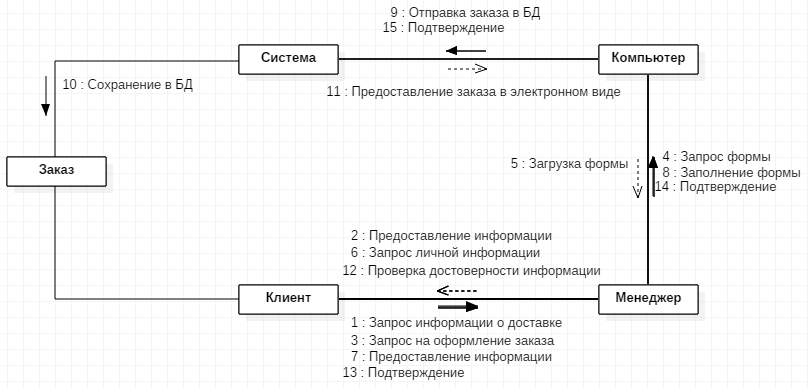 9 : Отправка заказа в БД
15 : Подтверждение
Система
Компьютер
10 : Сохранение в БД
11 : Предоставление заказа в электронном виде
Заказ
5 : Загрузка формы
4 : Запрос формы
8 : Заполнение формы
14 : Подтверждение
2 : Предоставление информации
6 : Запрос личной информации
12 : Проверка достоверности информации
Клиент
Менеджер
1 : Запрос информации о доставке
3 : Запрос на оформление заказа
7 : Предоставление информации
13 : Подтверждение